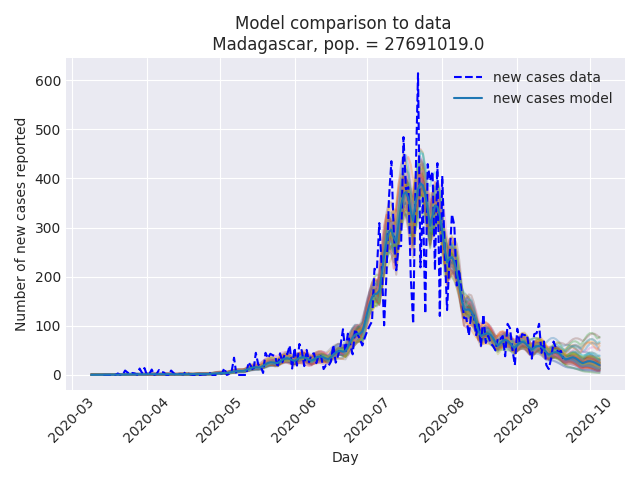 Model comparison to data
Madagascar, pop. = 27691019.0
new cases data
new cases model
Number of new cases reported
600
500
400
300
200
100
0
2020-03
2020-04
2020-05
2020-06
2020-07
2020-08
2020-09
2020-10
Day